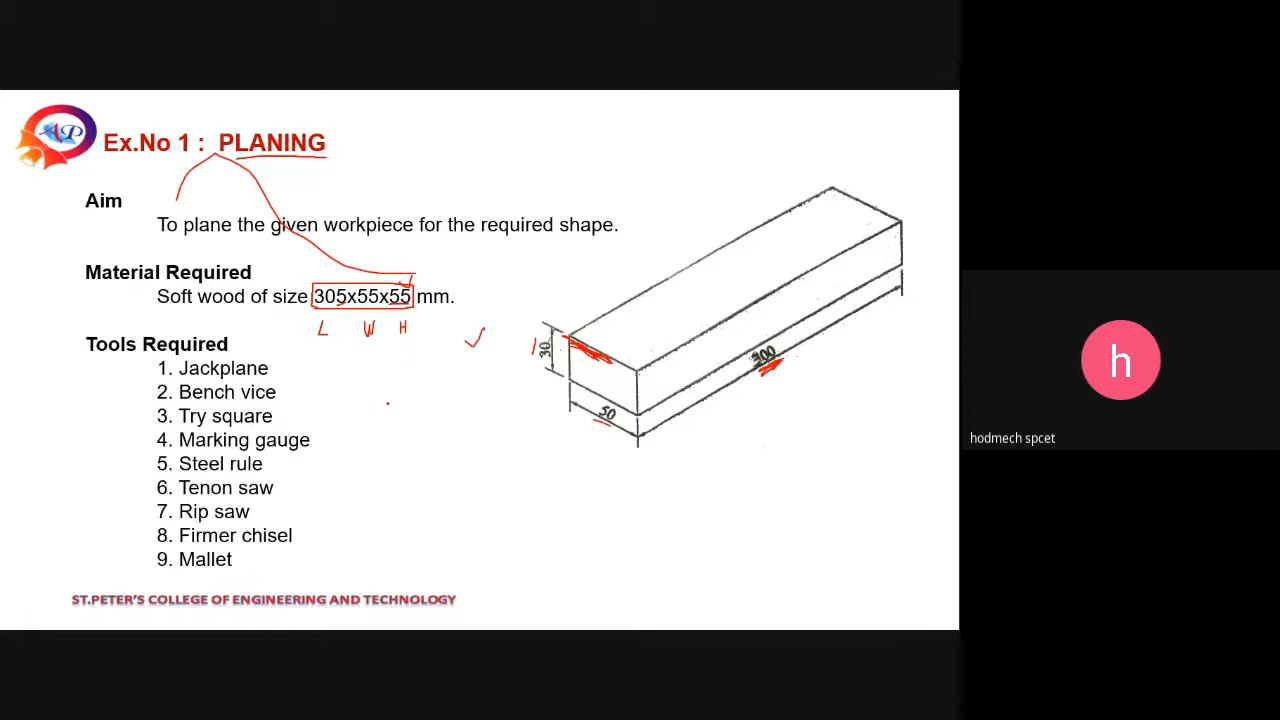 AP
Ex.No 1 : PLANING
Aim
To plane the given workpiece for the required shape.
Material Required
Soft wood of size 305x55x55 mm.
L W H
Tools Required
1. Jackplane
2. Bench vice
3. Try square
4. Marking gauge
5. Steel rule
6. Tenon saw
7. Rip saw
8. Firmer chisel
9. Mallet
30
300
50
ST.PETER'S COLLEGE OF ENGINEERING AND TECHNOLOGY
h
hodmech spcet